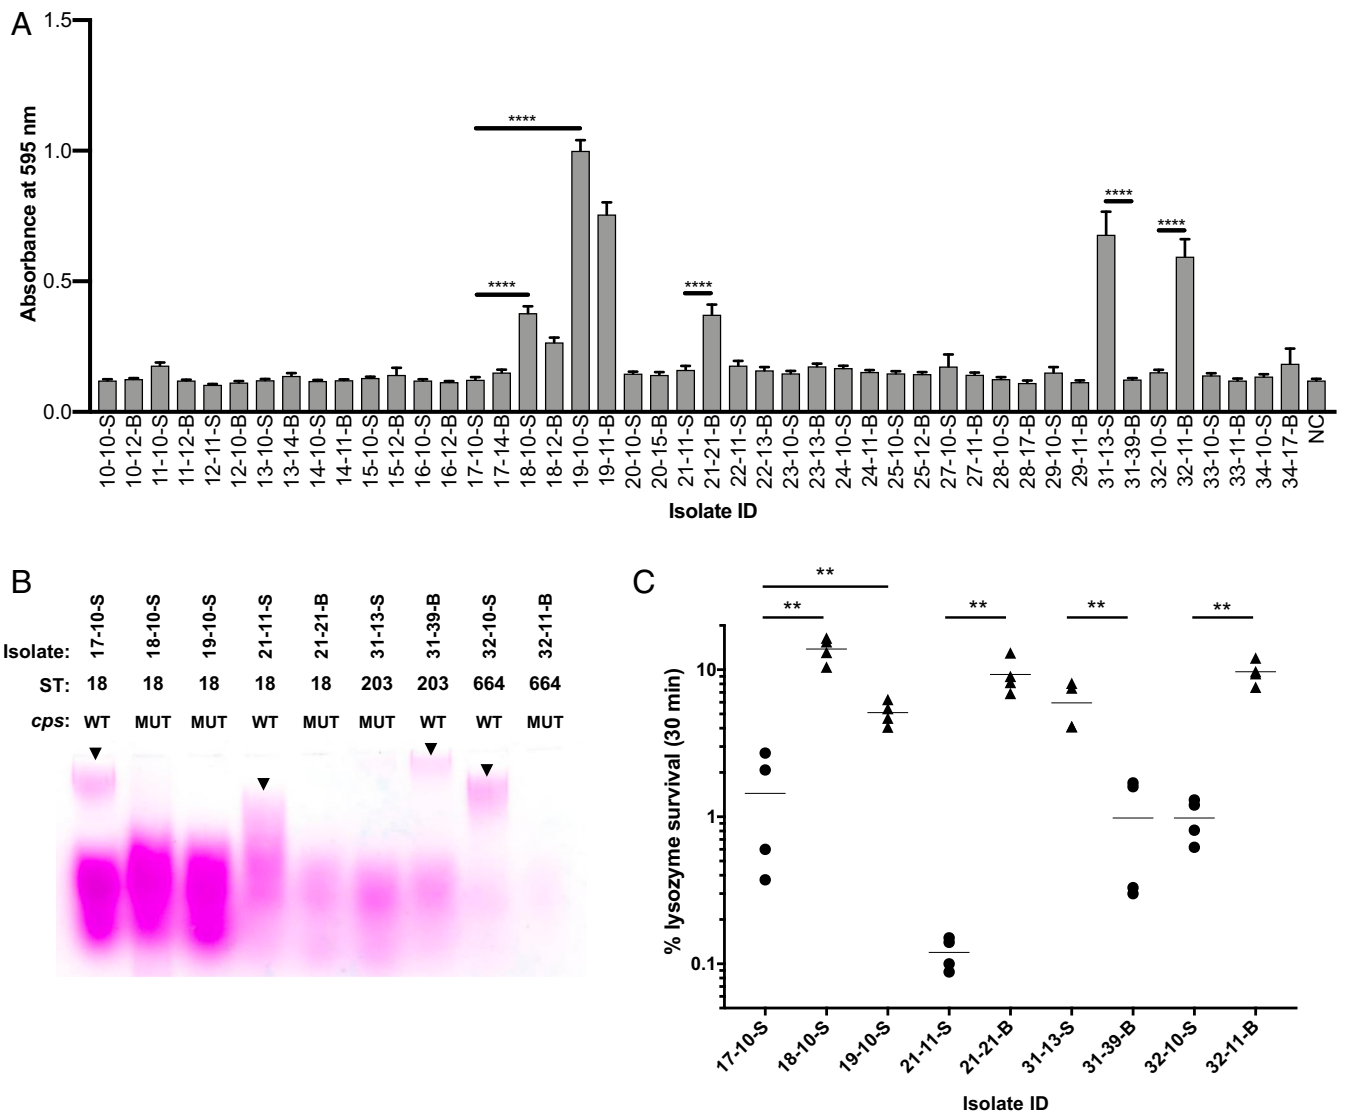 A
1.5
1.0
0.5
0.0
Absorbance at 595 nm
****
****
****
****
****
10-10-S
10-12-B
11-10-S
11-12-B
12-11-S
12-10-B
13-10-S
13-14-B
14-10-S
14-11-B
15-10-S
15-12-B
16-10-S
16-12-B
17-10-S
17-14-B
18-10-S
18-12-B
19-10-S
19-11-B
20-10-S
20-15-B
21-11-S
21-21-B
22-11-S
22-13-B
23-10-S
23-13-B
24-10-S
24-11-B
25-10-S
25-12-B
27-10-S
27-11-B
28-10-S
28-17-B
29-10-S
29-11-B
31-13-S
31-39-B
32-10-S
32-11-B
33-10-S
33-11-B
34-10-S
34-17-B
NC
Isolate ID
B
Isolate: 17-10-S 18-10-S 19-10-S 21-11-S 21-21-B 31-13-S 31-39-B 32-10-S 32-11-B
ST: 18 18 18 18 18 203 203 664 664
cps: WT MUT MUT WT MUT MUT WT WT MUT
C
**
**
**
**
**
10
1
0.1
% lysozyme survival (30 min)
17-10-S
18-10-S
19-10-S
21-11-S
21-21-B
31-13-S
31-39-B
32-10-S
32-11-B
Isolate ID